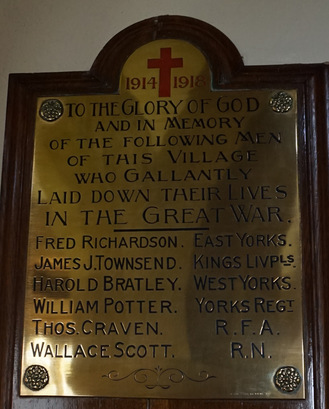 1914 1918
TO THE GLORY OF GOD
AND IN MEMORY
OF THE FOLLOWING MEN
OF THIS VILLAGE
WHO GALLANTLY
LAID DOWN THEIR LIVES
IN THE GREAT WAR.
FRED RICHARDSON. EAST YORKS.
JAMES J. TOWNSEND. KINGS LIVPLS.
HAROLD BRATLEY. WEST YORKS.
WILLIAM POTTER. YORKS REGT
THOS. CRAVEN. R.F.A.
WALLACE SCOTT. R.N.